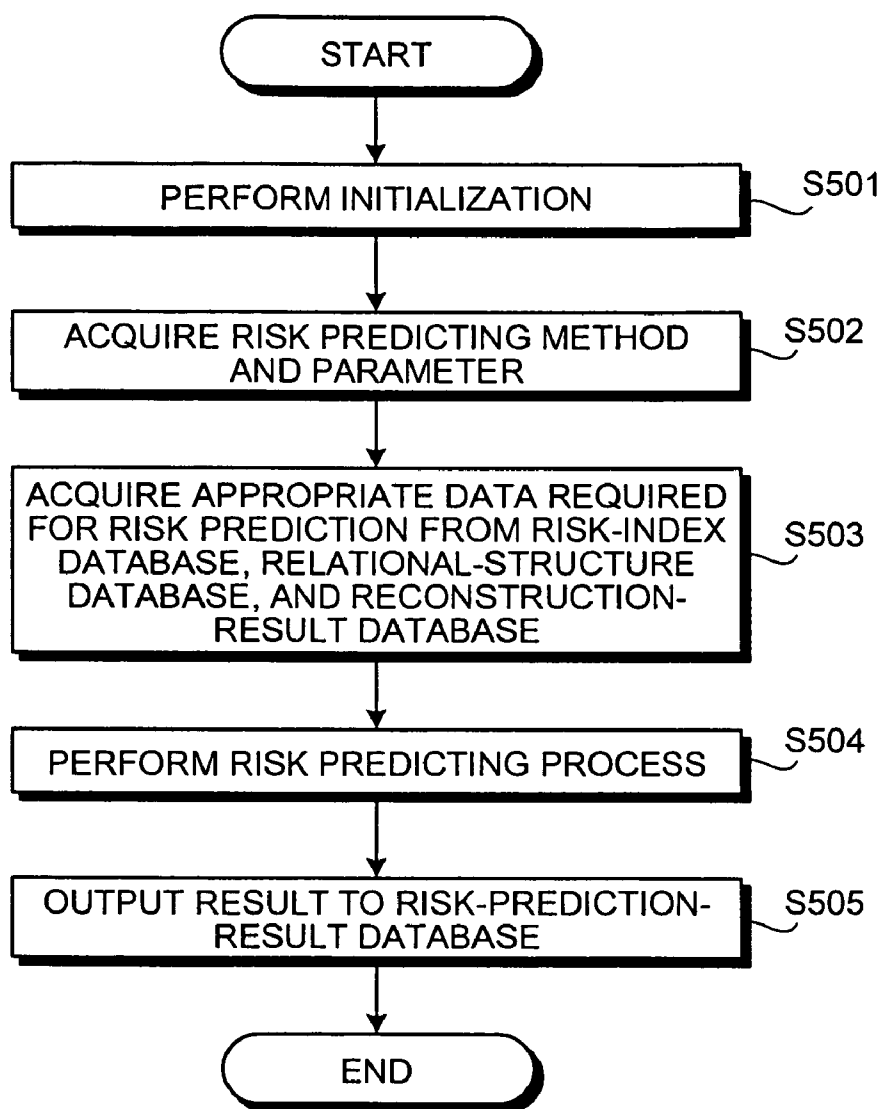 START
PERFORM INITIALIZATION
S501
ACQUIRE RISK PREDICTING METHOD
AND PARAMETER
S502
ACQUIRE APPROPRIATE DATA REQUIRED
FOR RISK PREDICTION FROM RISK-INDEX
DATABASE, RELATIONAL-STRUCTURE
DATABASE, AND RECONSTRUCTION-
RESULT DATABASE
S503
PERFORM RISK PREDICTING PROCESS
S504
OUTPUT RESULT TO RISK-PREDICTION-
RESULT DATABASE
S505
END